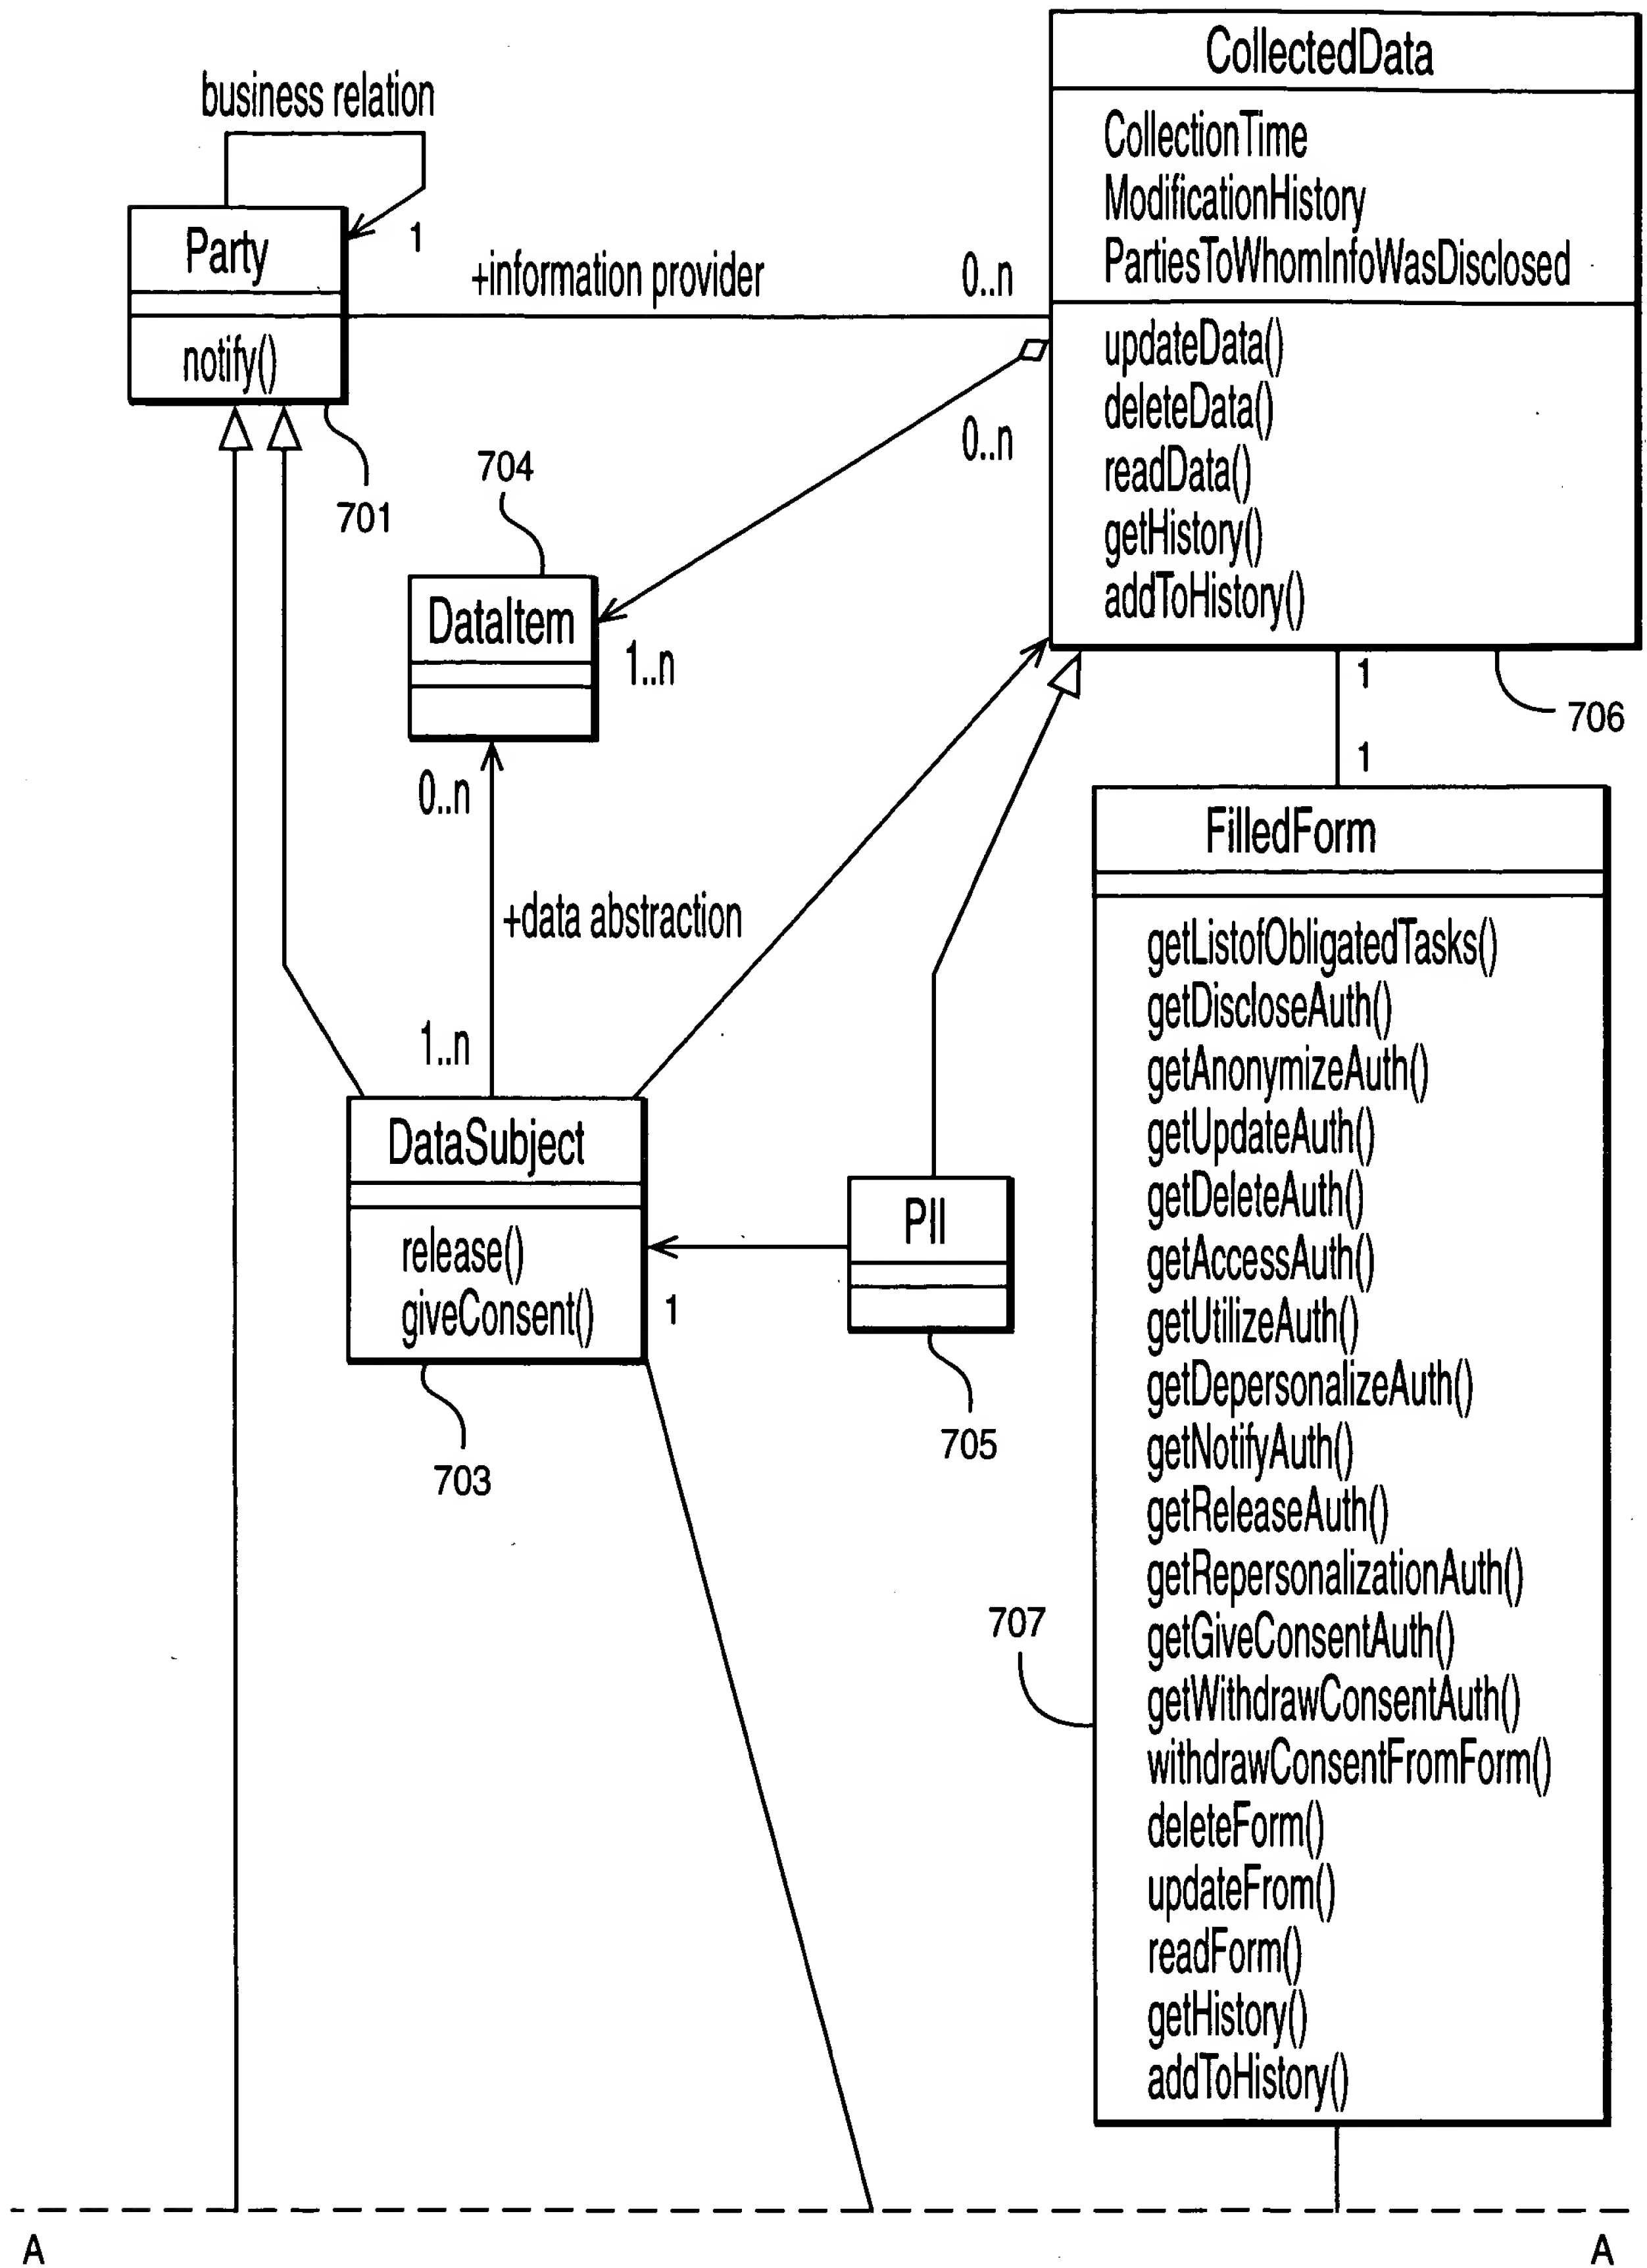 business relation
Party
1
notify()
701
+information provider
0..n
CollectedData
CollectionTime
ModificationHistory
PartiesToWhomInfoWasDisclosed
updateData()
deleteData()
readData()
getHistory()
addToHistory()
0..n
706
704
DataItem
1..n
0..n
+data abstraction
1..n
1
1
DataSubject
release()
giveConsent()
703
1
PII
705
FilledForm
getListofObligatedTasks()
getDiscloseAuth()
getAnonymizeAuth()
getUpdateAuth()
getDeleteAuth()
getAccessAuth()
getUtilizeAuth()
getDepersonalizeAuth()
getNotifyAuth()
getReleaseAuth()
getRepersonalizationAuth()
getGiveConsentAuth()
getWithdrawConsentAuth()
withdrawConsentFromForm()
deleteForm()
updateFrom()
readForm()
getHistory()
addToHistory()
707
A
A